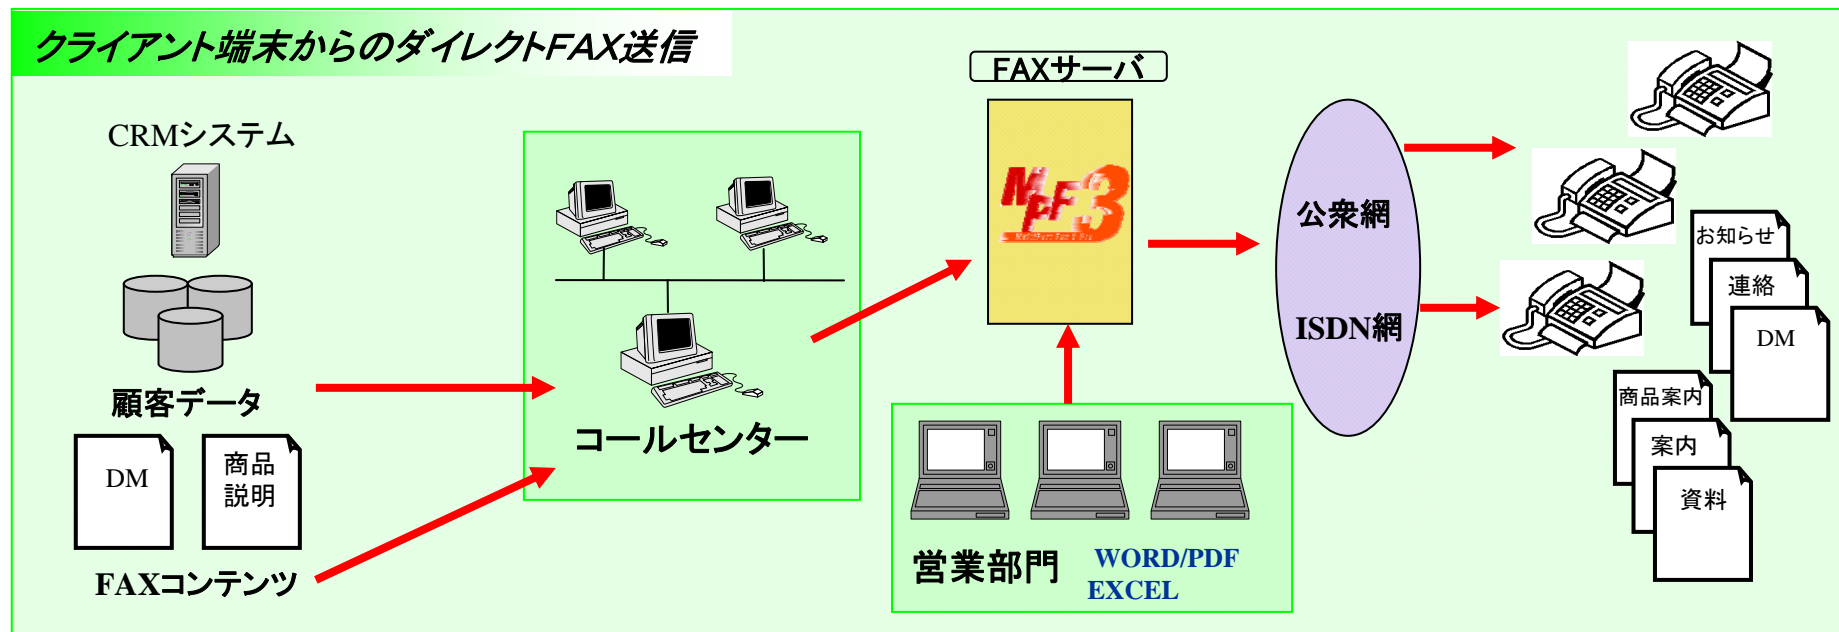 クライアント端末からのダイレクトFAX送信
FAXサーバ
CRMシステム
顧客データ
DM
商品
説明
FAXコンテンツ
コールセンター
MPF3
営業部門
WORD/PDF
EXCEL
公衆網
ISDN網
お知らせ
連絡
DM
商品案内
案内
資料